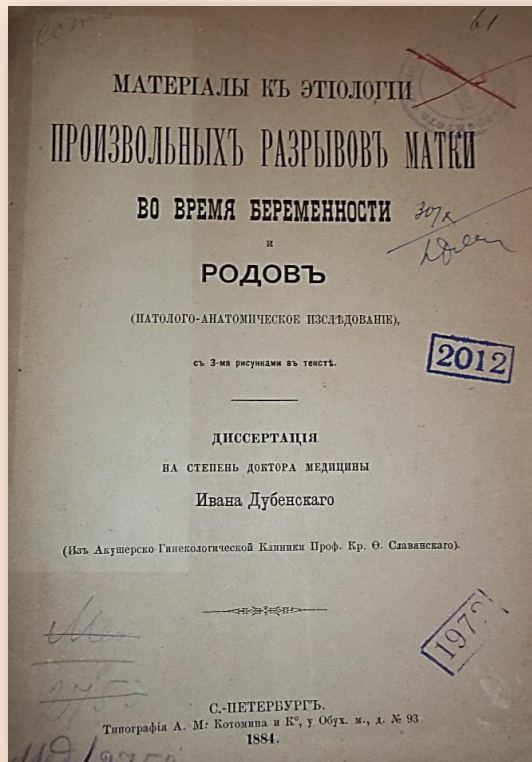 61
МАТЕРІАЛЫ КЪ ЭТІОЛОГІИ
ПРОИЗВОЛЬНЫХЪ РАЗРЫВОВЪ МАТКИ
ВО ВРЕМЯ БЕРЕМЕННОСТИ
И
РОДОВЪ
(ПАТОЛОГО-АНАТОМИЧЕСКОЕ ИЗСЛѢДОВАНІЕ),
съ 3-мя рисунками въ текстѣ.
2012
ДИССЕРТАЦІЯ
НА СТЕПЕНЬ ДОКТОРА МЕДИЦИНЫ
Ивана Дубенскаго
(Изъ Акушерско Гинекологической Клиники Проф. Кр. Ѳ. Славянскаго).
197
2753
С.-ПЕТЕРБУРГЪ.
Типографія А. М. Котомина и К°, у Обух. м., д. № 93
1884.